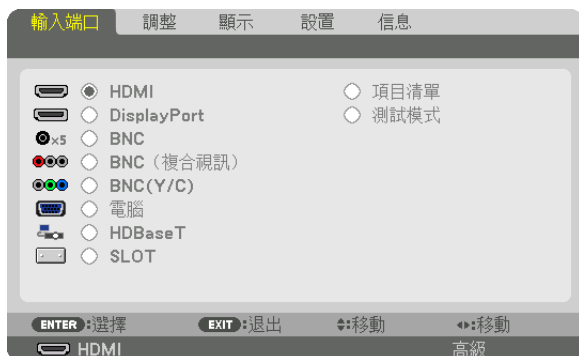 輸入端口 調整 顯示 設置 信息
HDMI 項目清單
DisplayPort 測試模式
×5 BNC
BNC（複合視訊）
BNC(Y/C)
電腦
HDBaseT
SLOT
ENTER:選擇 EXIT:退出 :移動 :移動
HDMI 高級